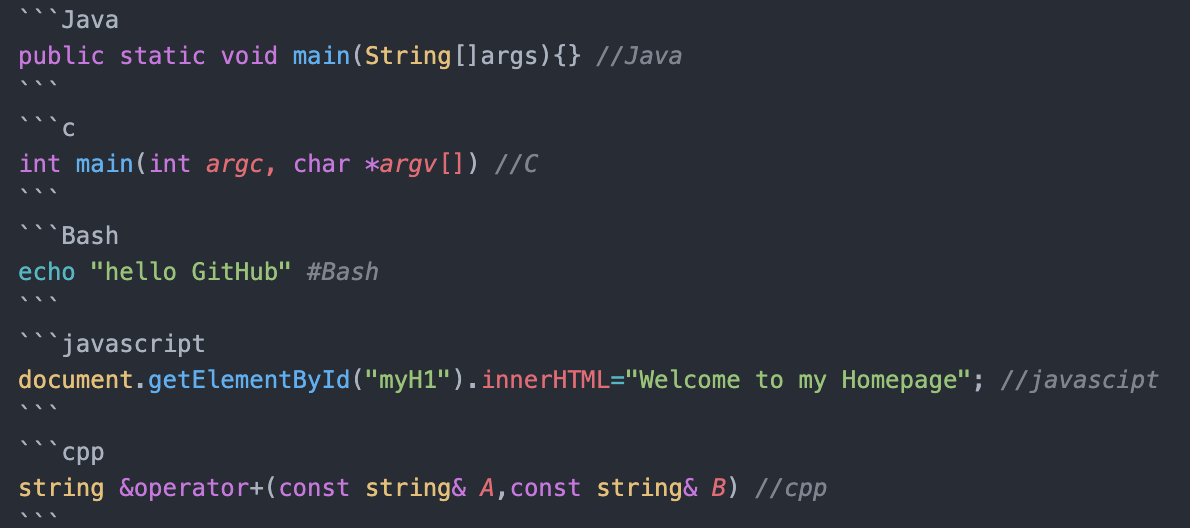 ```Java
public static void main(String[]args){} //Java
```
```c
int main(int argc, char *argv[]) //C
```
```Bash
echo "hello GitHub" #Bash
```
```javascript
document.getElementById("myH1").innerHTML="Welcome to my Homepage"; //javascipt
```
```cpp
string &operator+(const string& A,const string& B) //cpp
```